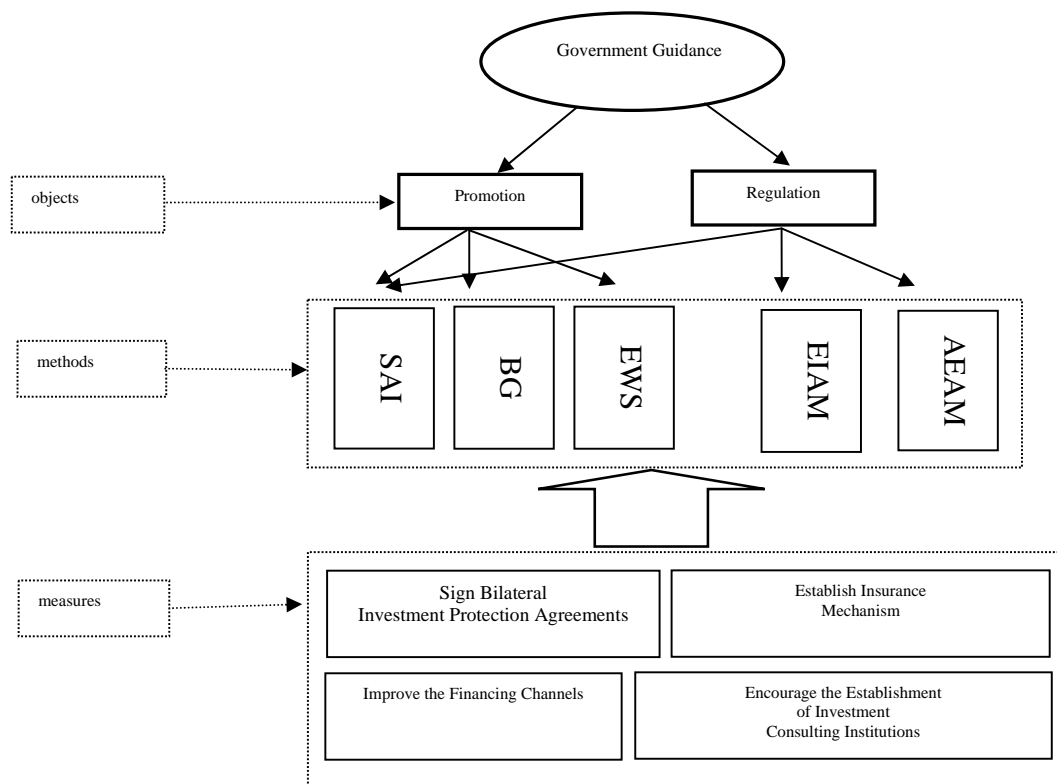 Government Guidance
objects
Promotion
Regulation
methods
SAI
BG
EWS
EIAM
AEAM
measures
Sign Bilateral
Investment Protection Agreements
Establish Insurance
Mechanism
Improve the Financing Channels
Encourage the Establishment
of Investment
Consulting Institutions